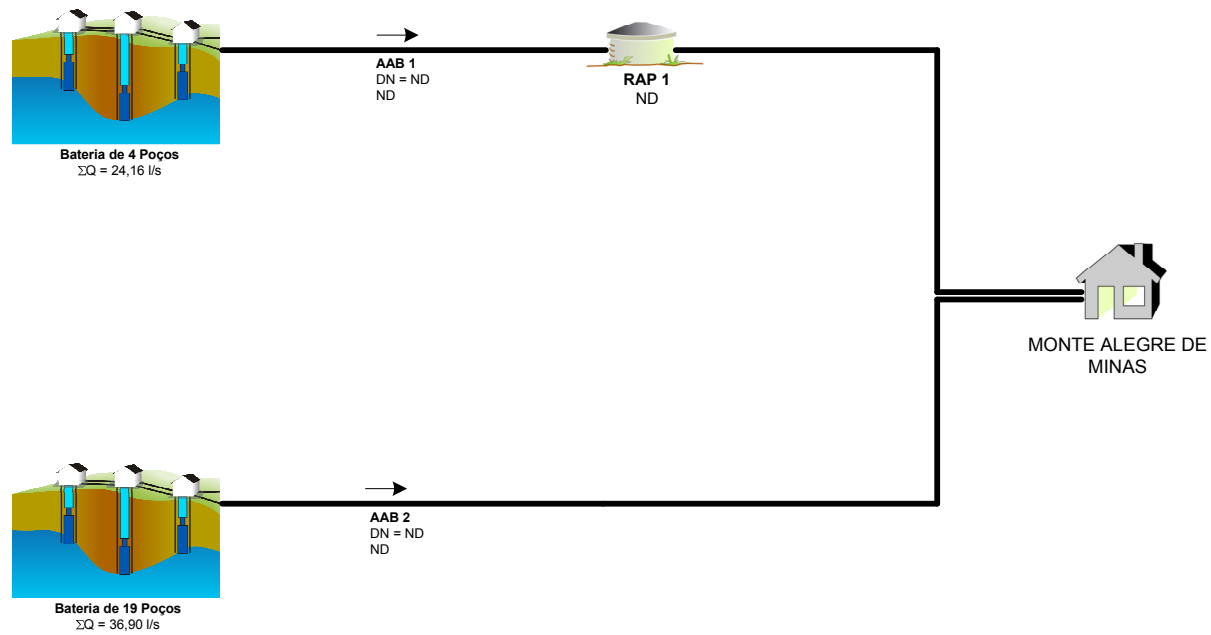 AAB 1
DN = ND
ND
RAP 1
ND
Bateria de 4 Poços
ΣQ = 24,16 l/s
MONTE ALEGRE DE
MINAS
AAB 2
DN = ND
ND
Bateria de 19 Poços
ΣQ = 36,90 l/s